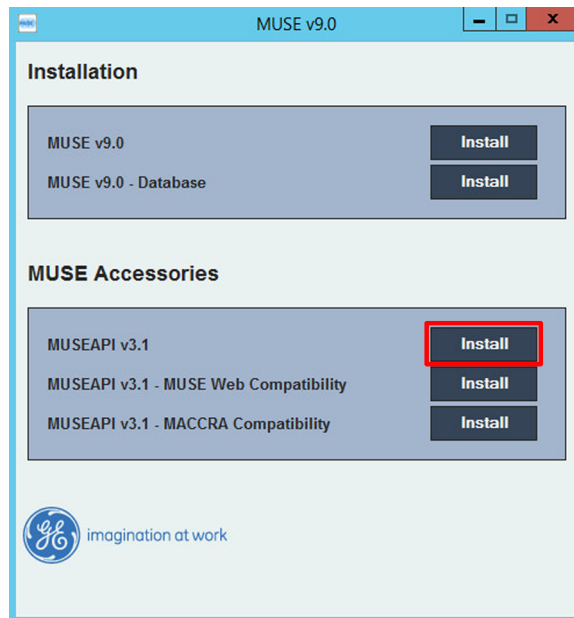 MUSE v9.0
Installation
MUSE v9.0 Install
MUSE v9.0 - Database Install
MUSE Accessories
MUSEAPI v3.1 Install
MUSEAPI v3.1 - MUSE Web Compatibility Install
MUSEAPI v3.1 - MACCRA Compatibility Install
GE imagination at work